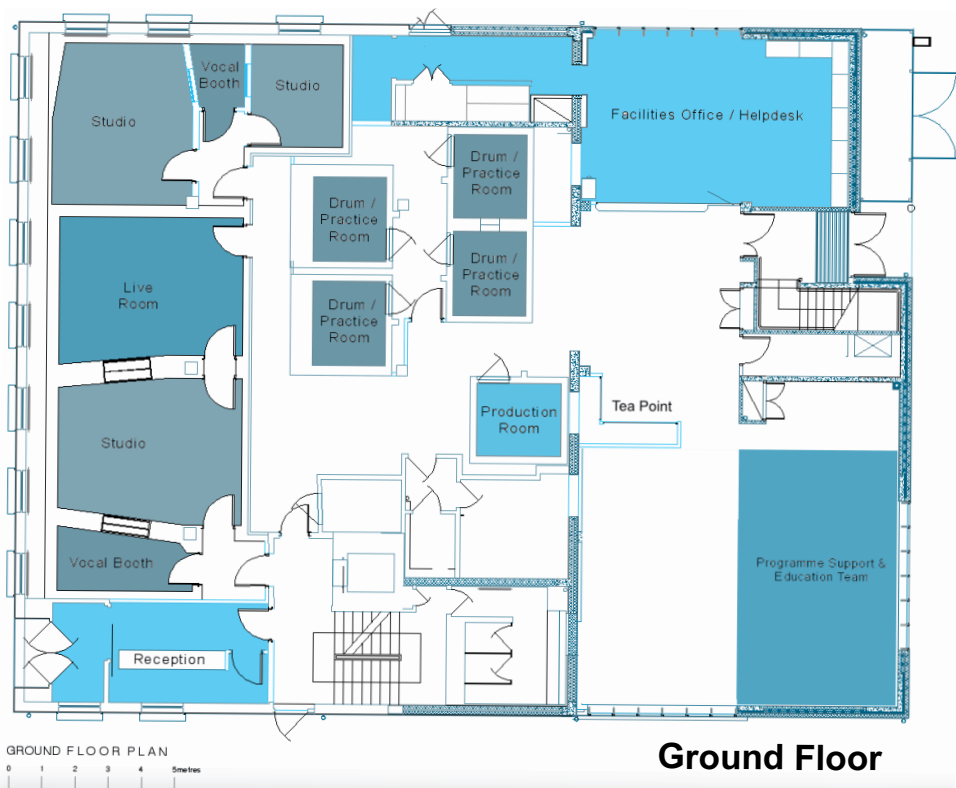 Vocal
Booth
Studio
Studio
Facilities Office / Helpdesk
Drum /
Practice
Room
Drum /
Practice
Room
Drum /
Practice
Room
Drum /
Practice
Room
Live
Room
Production
Room
Tea Point
Studio
Vocal Booth
Programme Support &
Education Team
Reception
GROUND FLOOR PLAN
0 1 2 3 4 5metres
Ground Floor